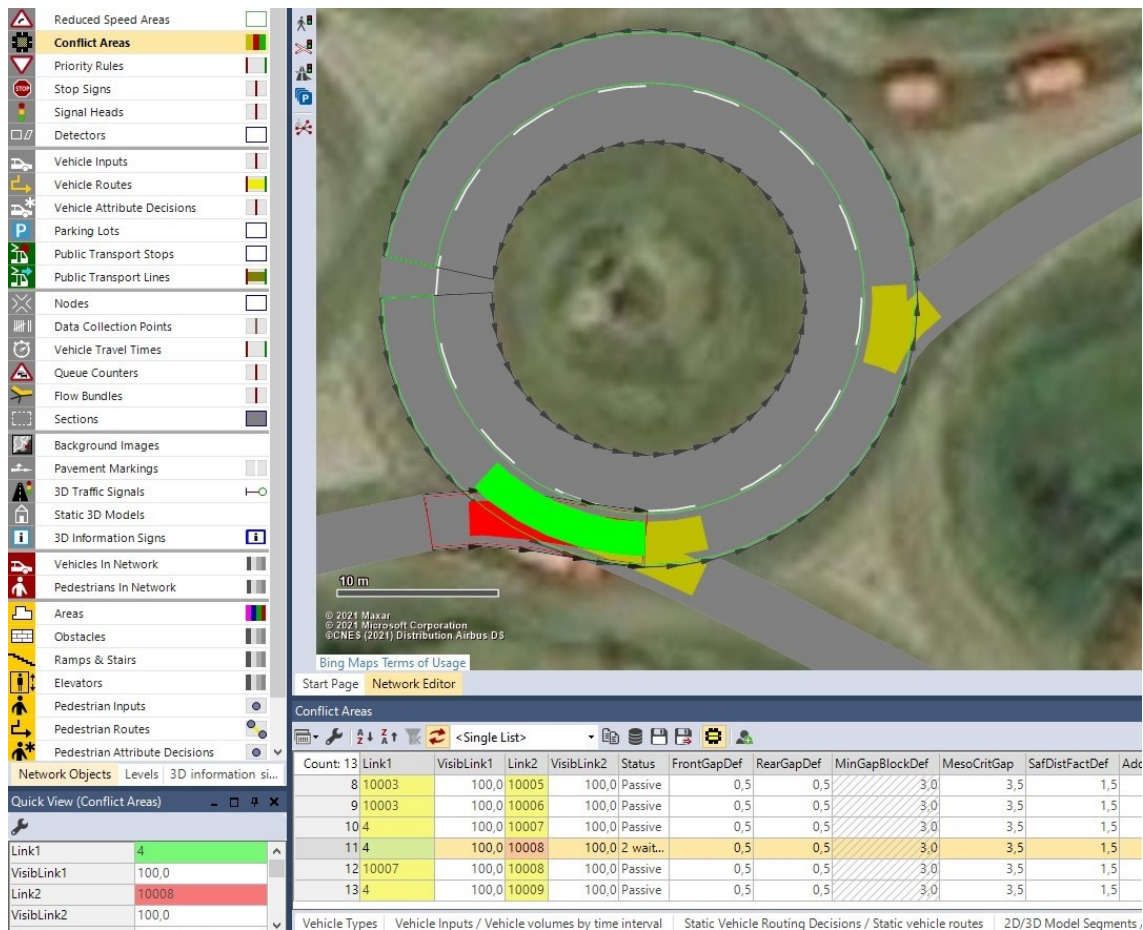 Reduced Speed Areas
Conflict Areas
Priority Rules
STOP Stop Signs
Signal Heads
Detectors
Vehicle Inputs
Vehicle Routes
Vehicle Attribute Decisions
P Parking Lots
Public Transport Stops
Public Transport Lines
Nodes
Data Collection Points
Vehicle Travel Times
Queue Counters
Flow Bundles
Sections
Background Images
Pavement Markings
3D Traffic Signals
Static 3D Models
3D Information Signs
Vehicles In Network
Pedestrians In Network
Areas
Obstacles
Ramps & Stairs
Elevators
Pedestrian Inputs
Pedestrian Routes
Pedestrian Attribute Decisions
Network Objects Levels 3D information si...
Quick View (Conflict Areas)
Link1 4
VisibLink1 100,0
Link2 10008
VisibLink2 100,0
P
10 m
© 2021 Maxar
© 2021 Microsoft Corporation
©CNES (2021) Distribution Airbus DS
Bing Maps Terms of Usage
Start Page Network Editor
Conflict Areas
<Single List>
Count: 13 Link1 VisibLink1 Link2 VisibLink2 Status FrontGapDef RearGapDef MinGapBlockDef MesoCritGap SafDistFactDef Adc
8 10003 100,0 10005 100,0 Passive 0,5 0,5 3,0 3,5 1,5
9 10003 100,0 10006 100,0 Passive 0,5 0,5 3,0 3,5 1,5
10 4 100,0 10007 100,0 Passive 0,5 0,5 3,0 3,5 1,5
11 4 100,0 10008 100,0 2 wait... 0,5 0,5 3,0 3,5 1,5
12 10007 100,0 10008 100,0 Passive 0,5 0,5 3,0 3,5 1,5
13 4 100,0 10009 100,0 Passive 0,5 0,5 3,0 3,5 1,5
Vehicle Types Vehicle Inputs / Vehicle volumes by time interval Static Vehicle Routing Decisions / Static vehicle routes 2D/3D Model Segments